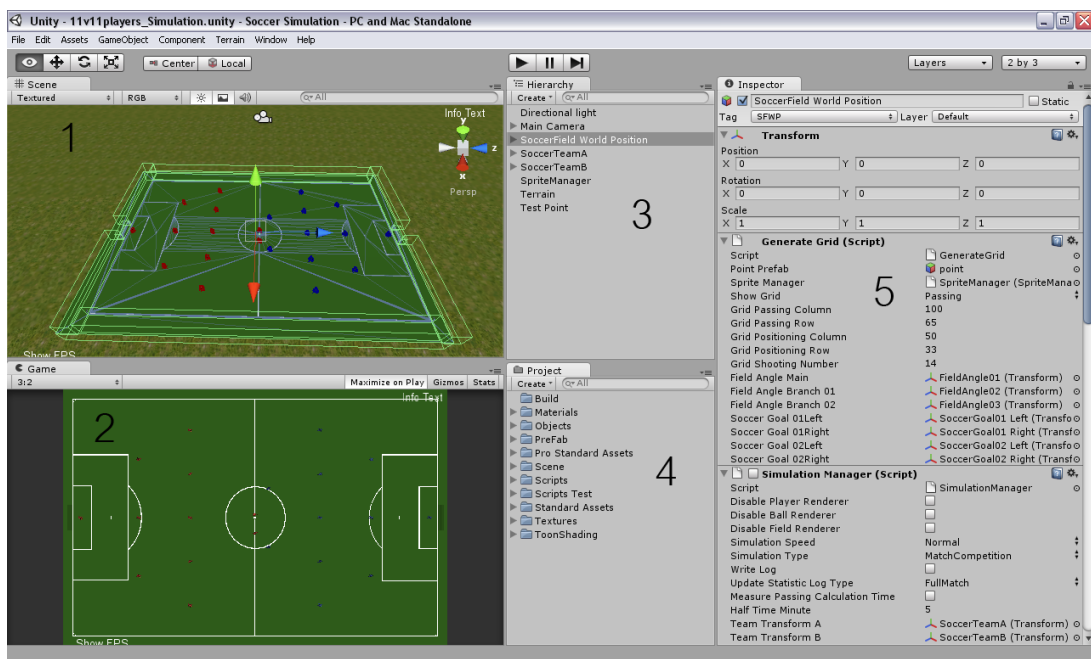 Unity - 11v11players_Simulation.unity - Soccer Simulation - PC and Mac Standalone
File Edit Assets GameObject Component Terrain Window Help
Center Local
Layers 2 by 3
Scene
Textured RGB All
1
Info Text
y
z
x
Persp
Show FPS
Game
3:2 Maximize on Play Gizmos Stats
Info Text
2
Show FPS
Hierarchy
Create All
Directional light
Main Camera
SoccerField World Position
SoccerTeamA
SoccerTeamB
SpriteManager
Terrain
Test Point
3
Project
Create All
Build
Materials
Objects
PreFab
Pro Standard Assets
Scene
Scripts
Scripts Test
Standard Assets
Textures
ToonShading
4
Inspector
SoccerField World Position Static
Tag SFWP Layer Default
Transform
Position
X 0 Y 0 Z 0
Rotation
X 0 Y 0 Z 0
Scale
X 1 Y 1 Z 1
Generate Grid (Script)
Script GenerateGrid
Point Prefab point
Sprite Manager SpriteManager (SpriteMana
5
Show Grid Passing
Grid Passing Column 100
Grid Passing Row 65
Grid Positioning Column 50
Grid Positioning Row 33
Grid Shooting Number 14
Field Angle Main FieldAngle01 (Transform)
Field Angle Branch 01 FieldAngle02 (Transform)
Field Angle Branch 02 FieldAngle03 (Transform)
Soccer Goal 01Left SoccerGoal01 Left (Transfo
Soccer Goal 01Right SoccerGoal01 Right (Transf
Soccer Goal 02Left SoccerGoal02 Left (Transfo
Soccer Goal 02Right SoccerGoal02 Right (Transf
Simulation Manager (Script)
Script SimulationManager
Disable Player Renderer
Disable Ball Renderer
Disable Field Renderer
Simulation Speed Normal
Simulation Type MatchCompetition
Write Log
Update Statistic Log Type FullMatch
Measure Passing Calculation Time
Half Time Minute 5
Team Transform A SoccerTeamA (Transform)
Team Transform B SoccerTeamB (Transform)